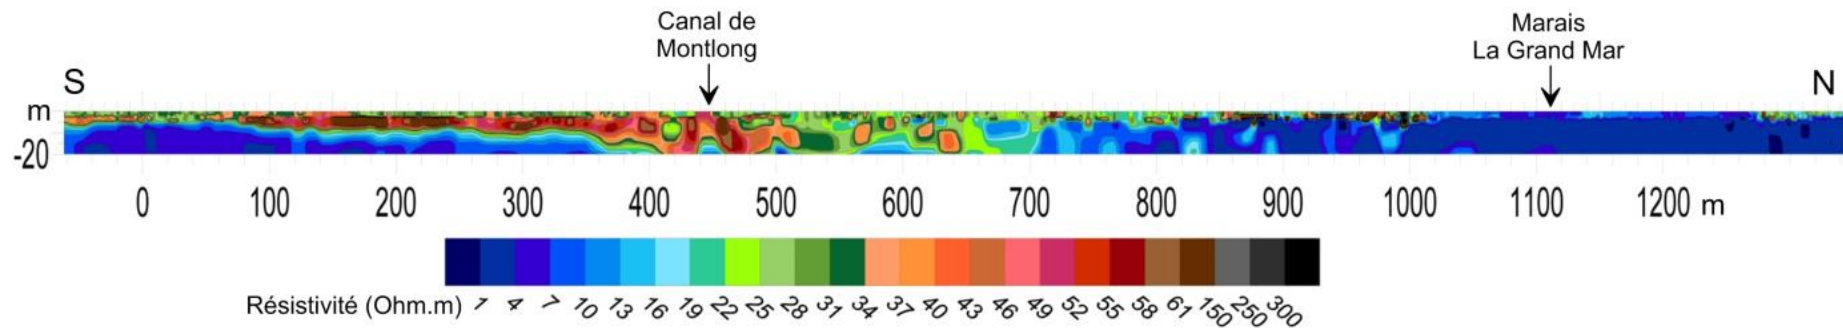 Canal de
Montlong
Marais
La Grand Mar
S
N
m
-20
0 100 200 300 400 500 600 700 800 900 1000 1100 1200 m
Résistivité (Ohm.m) 1 4 7 10 13 16 19 22 25 28 31 34 37 40 43 46 49 52 55 58 61 150 250 300